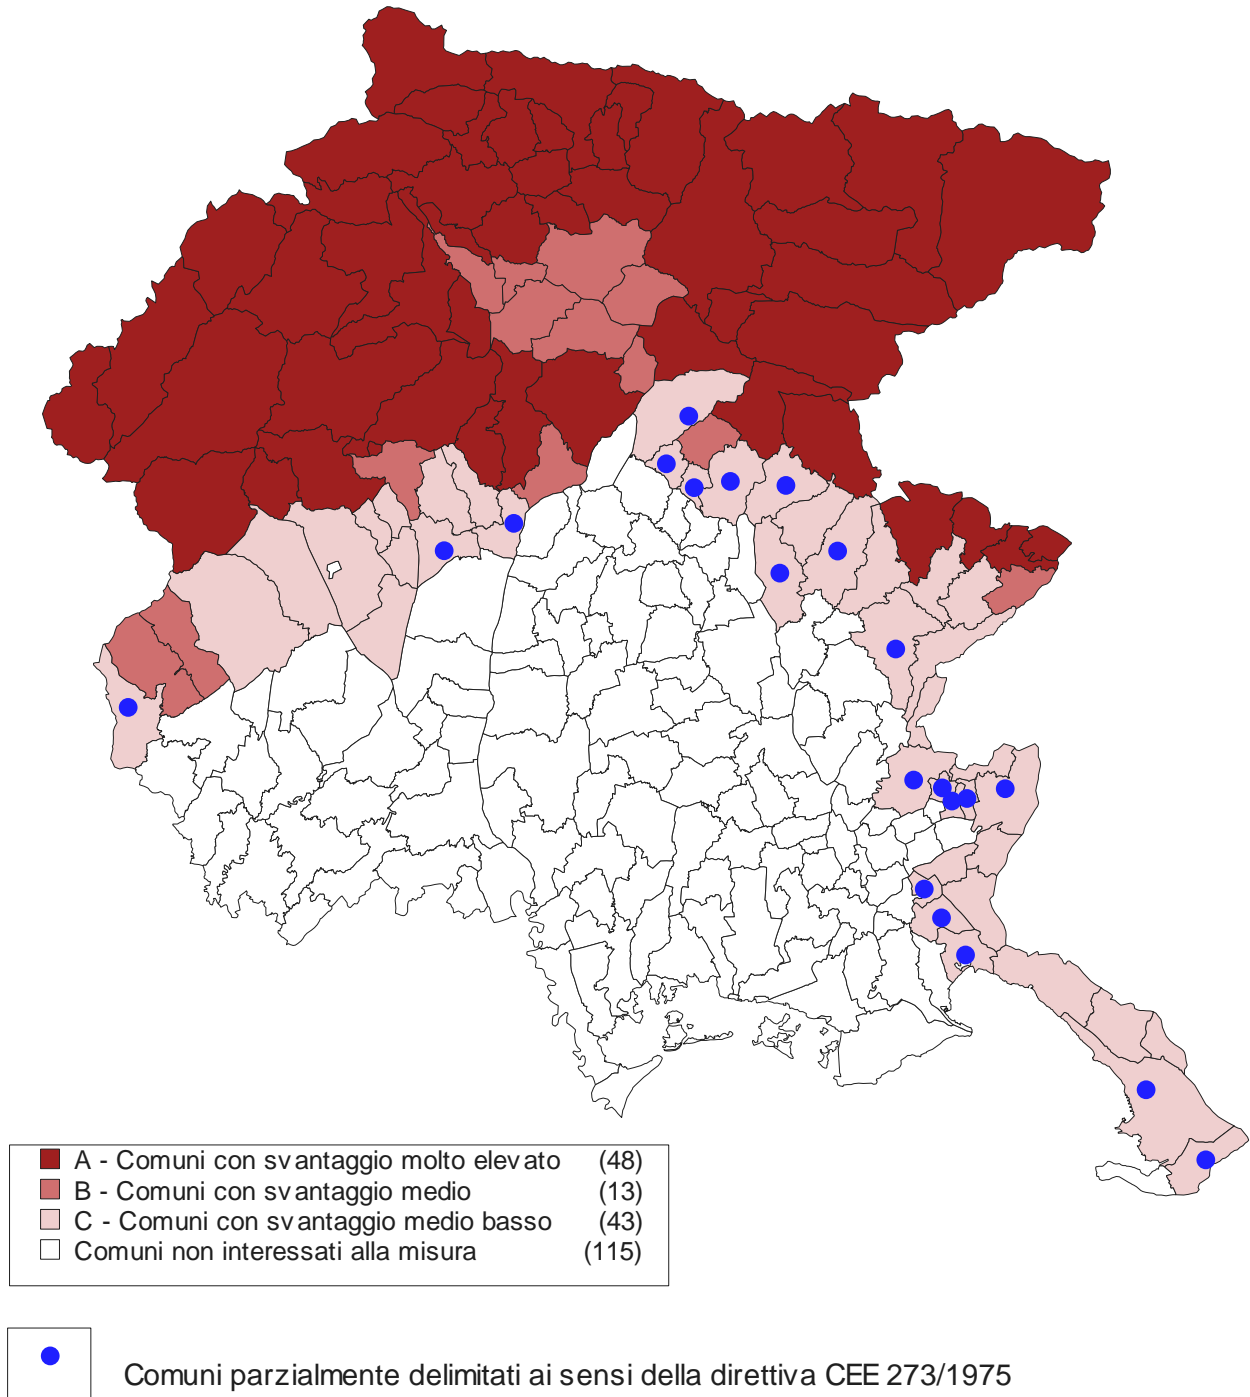 A - Comuni con svantaggio molto elevato (48)
B - Comuni con svantaggio medio (13)
C - Comuni con svantaggio medio basso (43)
Comuni non interessati alla misura (115)
Comuni parzialmente delimitati ai sensi della direttiva CEE 273/1975